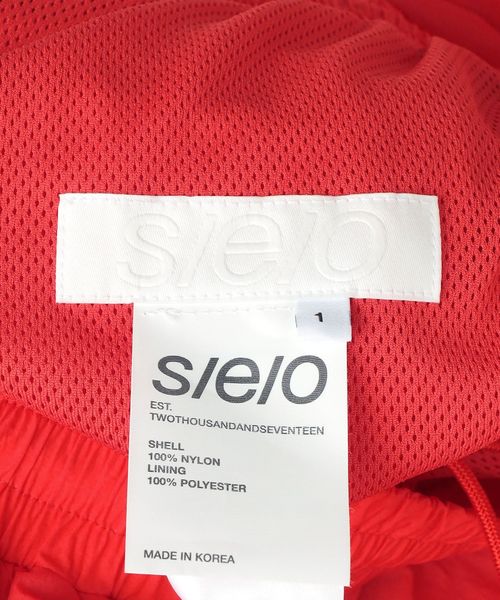 s/e/o
1
s/e/o
EST.
TWOTHOUSANDANDSEVENTEEN
SHELL
100% NYLON
LINING
100% POLYESTER
MADE IN KOREA